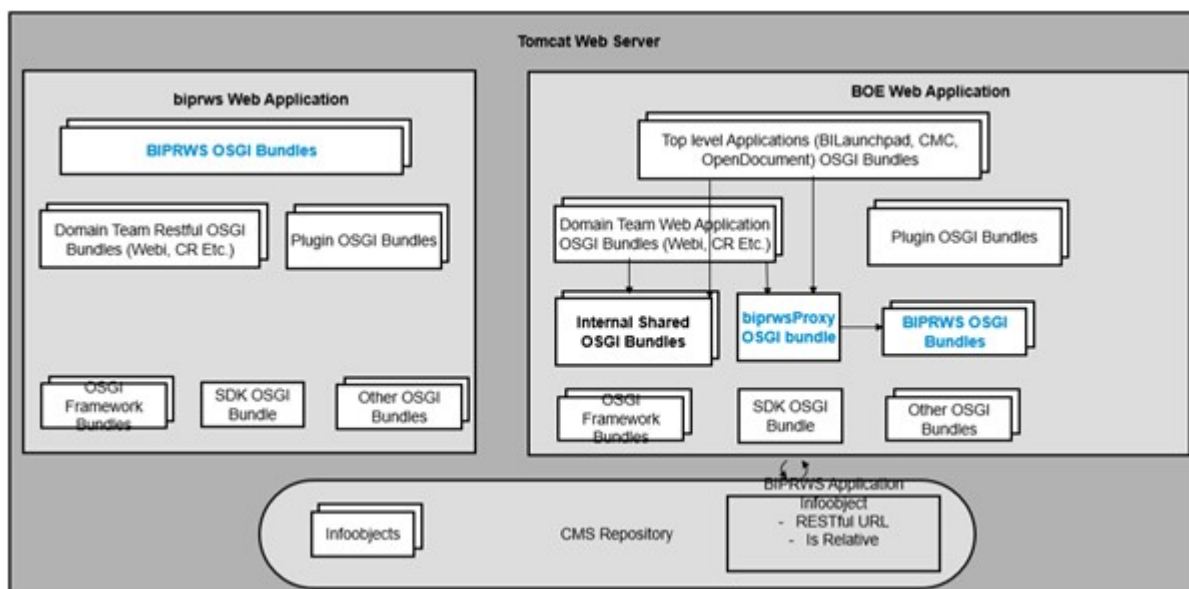 Tomcat Web Server
biprws Web Application
BIPRWS OSGI Bundles
Domain Team Restful OSGI
Bundles (Webi, CR Etc.)
Plugin OSGI Bundles
OSGI
Framework
Bundles
SDK OSGI
Bundle
Other OSGI
Bundles
BOE Web Application
Top level Applications (BILaunchpad, CMC,
OpenDocument) OSGI Bundles
Domain Team Web Application
OSGI Bundles (Webi, CR Etc.)
Plugin OSGI Bundles
Internal Shared
OSGI Bundles
biprwsProxy
OSGI bundle
BIPRWS OSGI
Bundles
OSGI
Framework
Bundles
SDK OSGI
Bundle
Other OSGI
Bundles
Infoobjects
CMS Repository
BIPRWS Application
Infoobject
- RESTful URL
- Is Relative